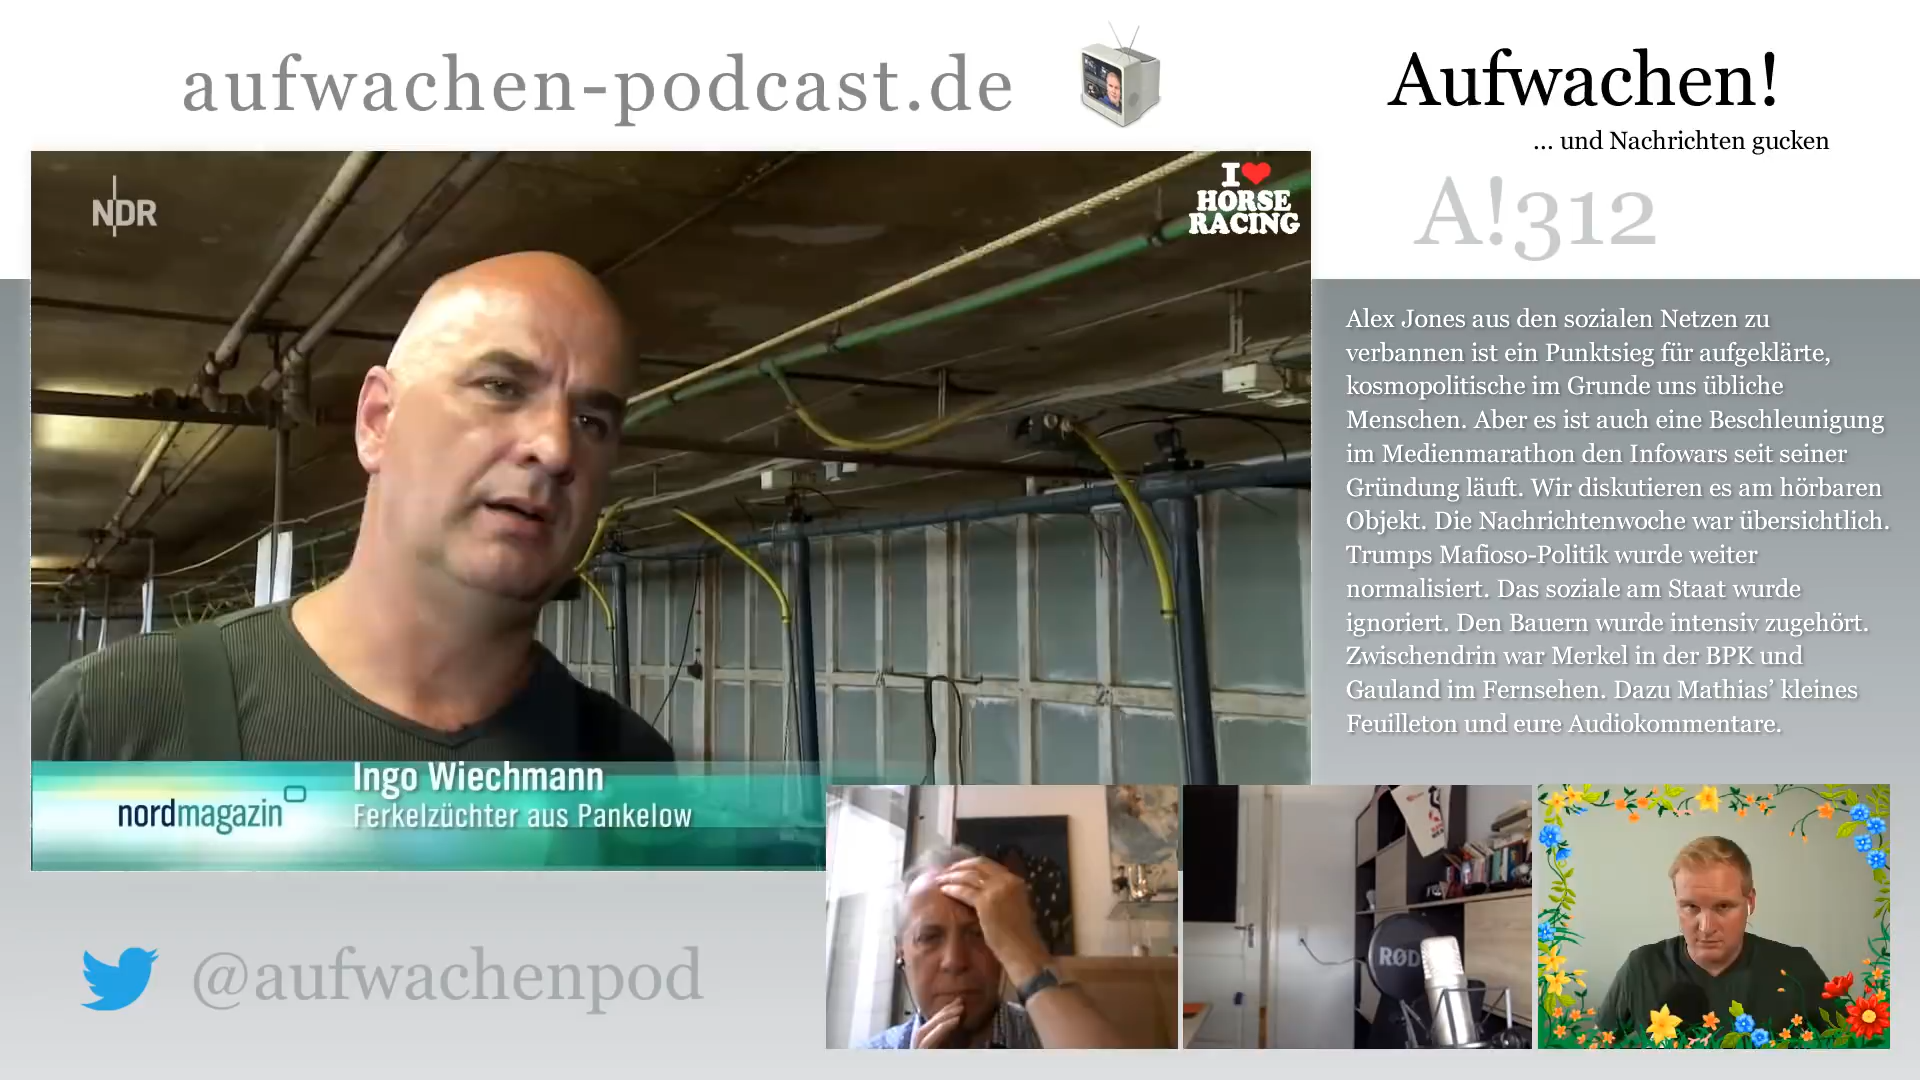 aufwachen-podcast.de
Aufwachen!
... und Nachrichten gucken
A!312
NDR
I
HORSE
RACING
Alex Jones aus den sozialen Netzen zu
verbannen ist ein Punktsieg für aufgeklärte,
kosmopolitische im Grunde uns übliche
Menschen. Aber es ist auch eine Beschleunigung
im Medienmarathon den Infowars seit seiner
Gründung läuft. Wir diskutieren es am hörbaren
Objekt. Die Nachrichtenwoche war übersichtlich.
Trumps Mafioso-Politik wurde weiter
normalisiert. Das soziale am Staat wurde
ignoriert. Den Bauern wurde intensiv zugehört.
Zwischendrin war Merkel in der BPK und
Gauland im Fernsehen. Dazu Mathias’ kleines
Feuilleton und eure Audiokommentare.
Ingo Wiechmann
nordmagazin
Ferkelzüchter aus Pankelow
RØD
@aufwachenpod